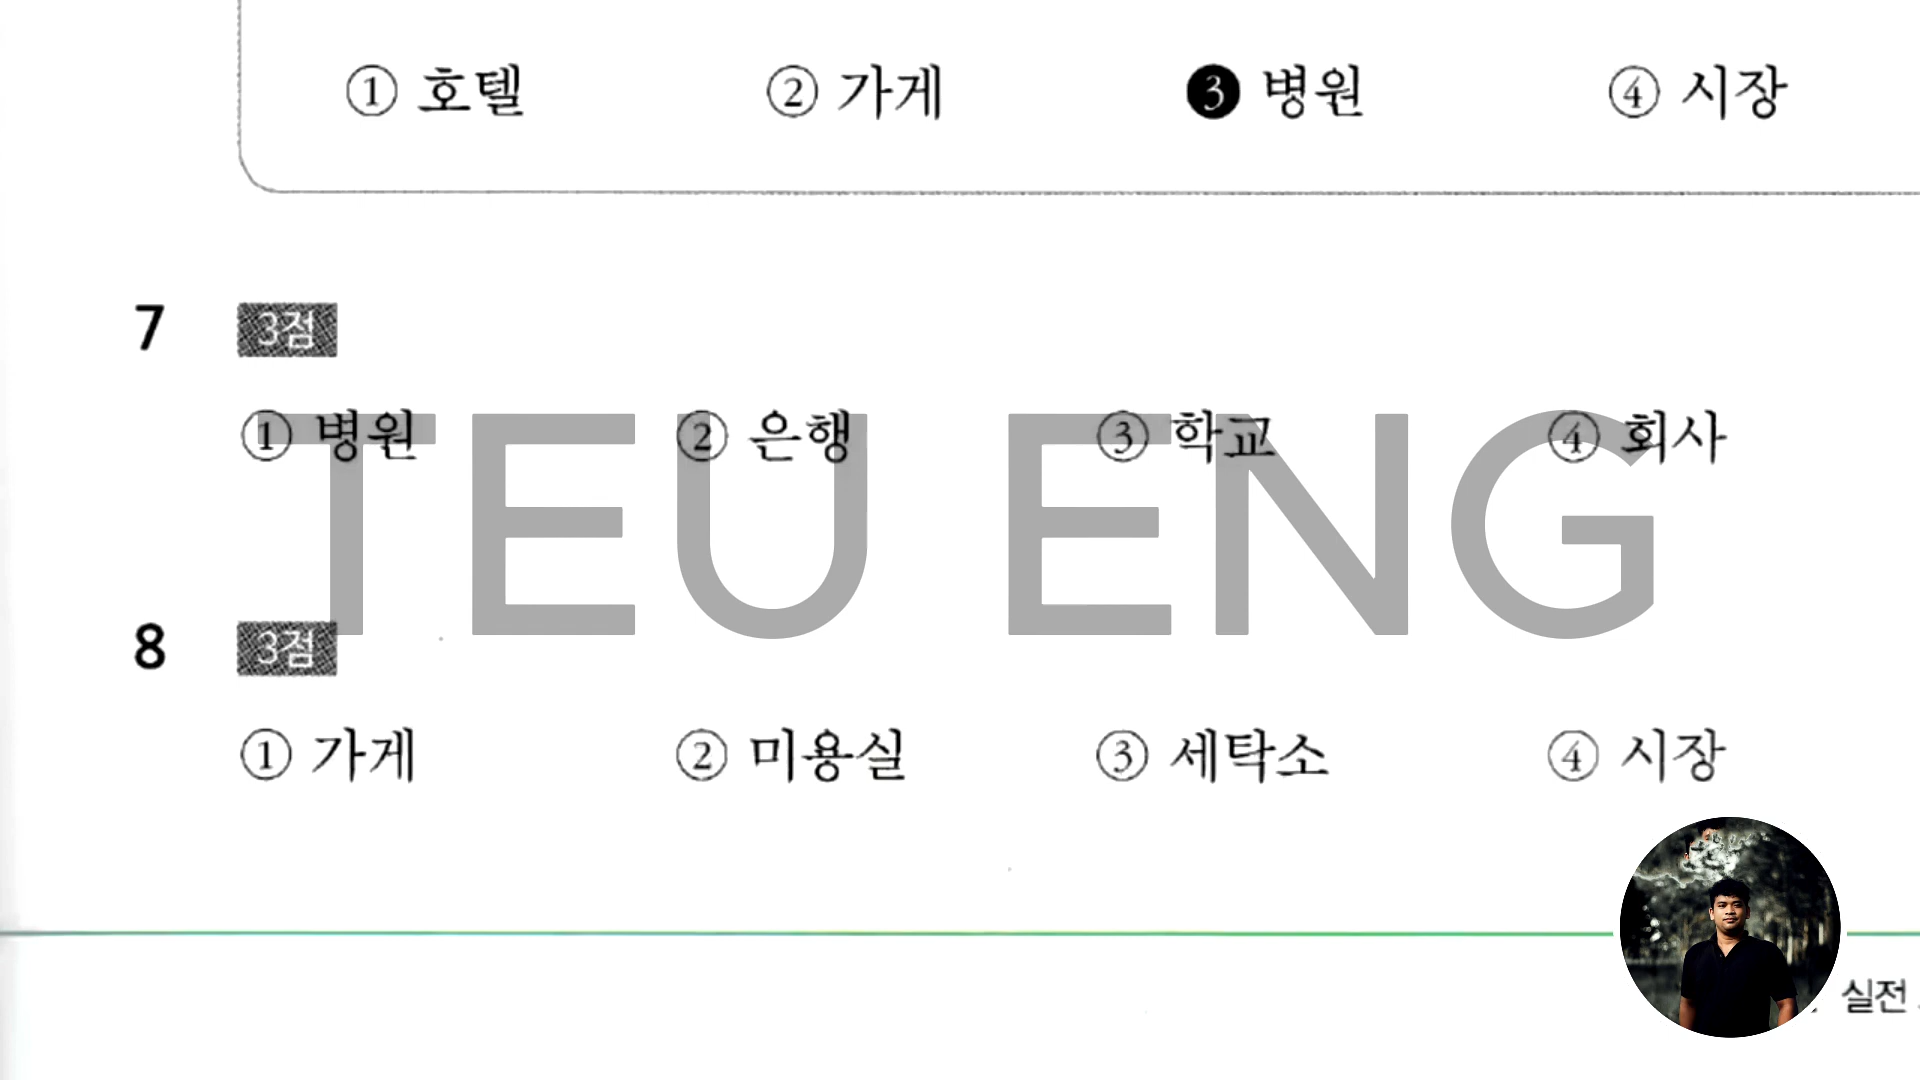 ① 호텔 ② 가게 ❸ 병원 ④ 시장
7 3점
① 병원 ② 은행 ③ 학교 ④ 회사
TEU ENG
8 3점
① 가게 ② 미용실 ③ 세탁소 ④ 시장
실전